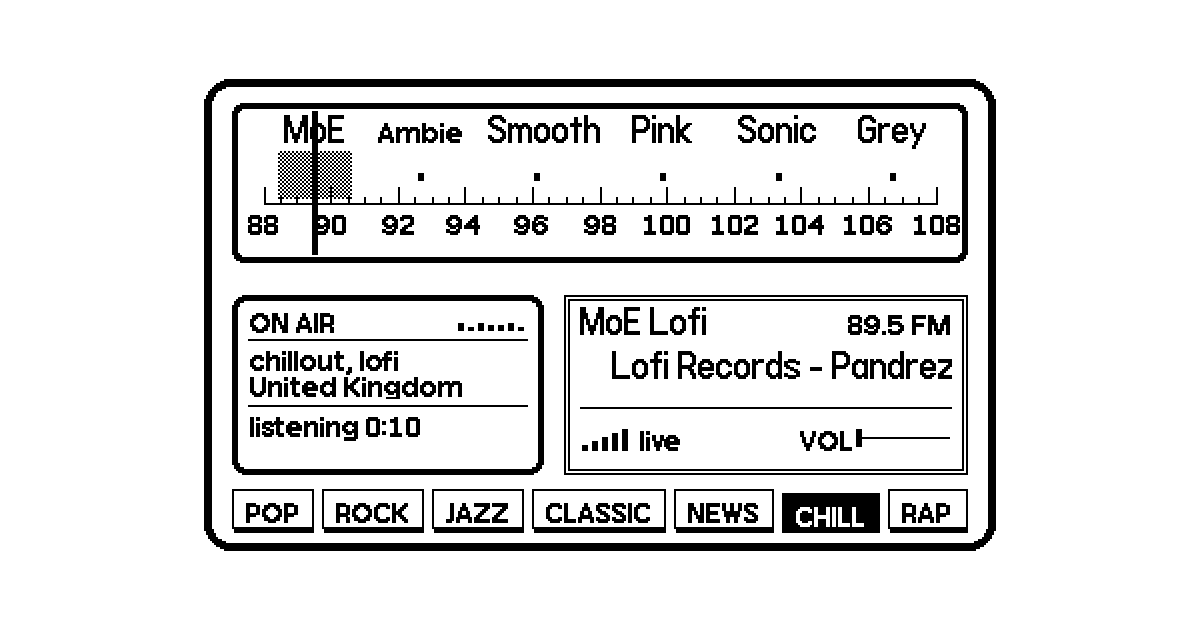 MoE Ambie Smooth Pink Sonic Grey
88 90 92 94 96 98 100 102 104 106 108
ON AIR
chillout, lofi
United Kingdom
listening 0:10
MoE Lofi 89.5 FM
Lofi Records - Pandrez
live VOL
POP ROCK JAZZ CLASSIC NEWS CHILL RAP